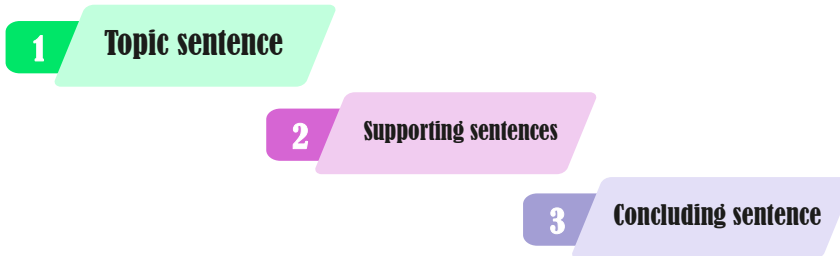 1 Topic sentence
2 Supporting sentences
3 Concluding sentence